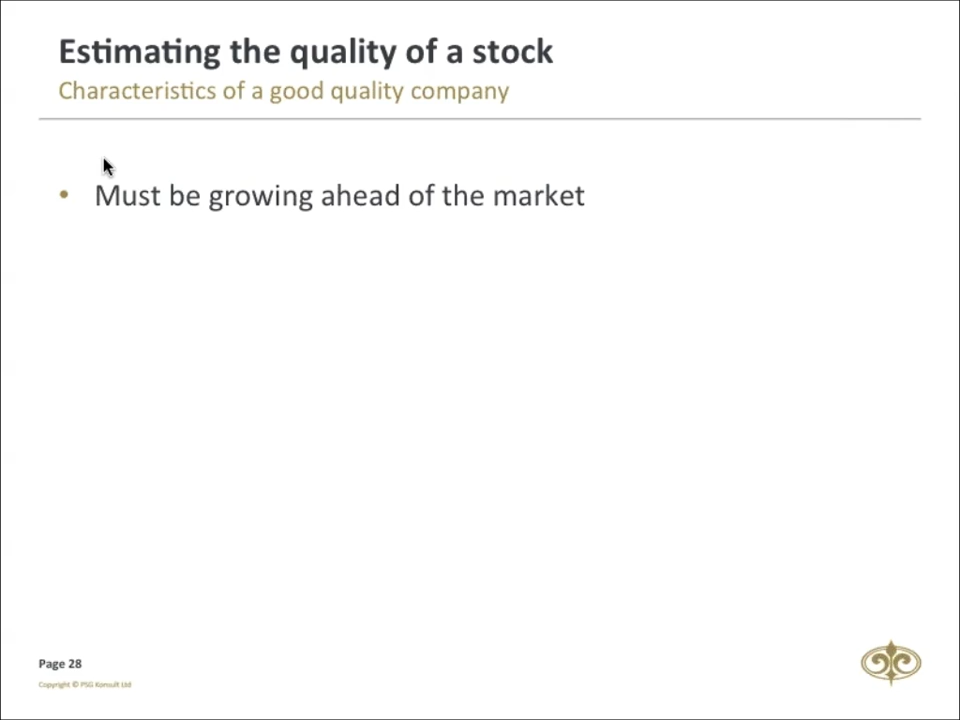 Estimating the quality of a stock
Characteristics of a good quality company
• Must be growing ahead of the market
Page 28
Copyright © PSG Konsult Ltd